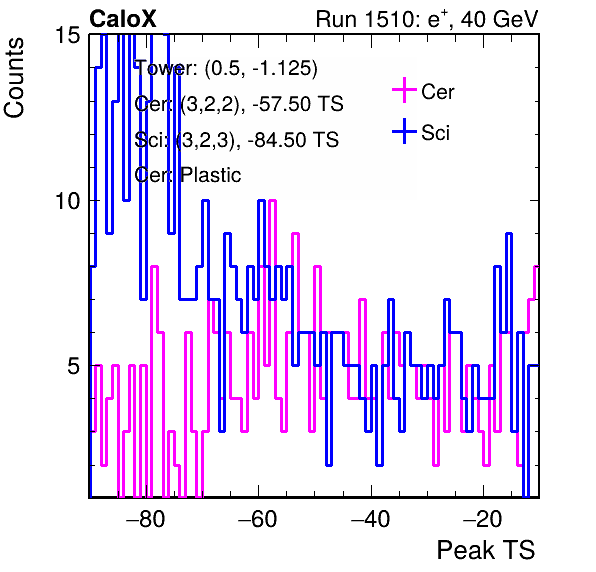 CaloX
Run 1510: e+, 40 GeV
Counts
15
10
5
Tower: (0.5, -1.125)
Cer: (3,2,2), -57.50 TS
Sci: (3,2,3), -84.50 TS
Cer: Plastic
Cer
Sci
−80
−60
−40
−20
Peak TS